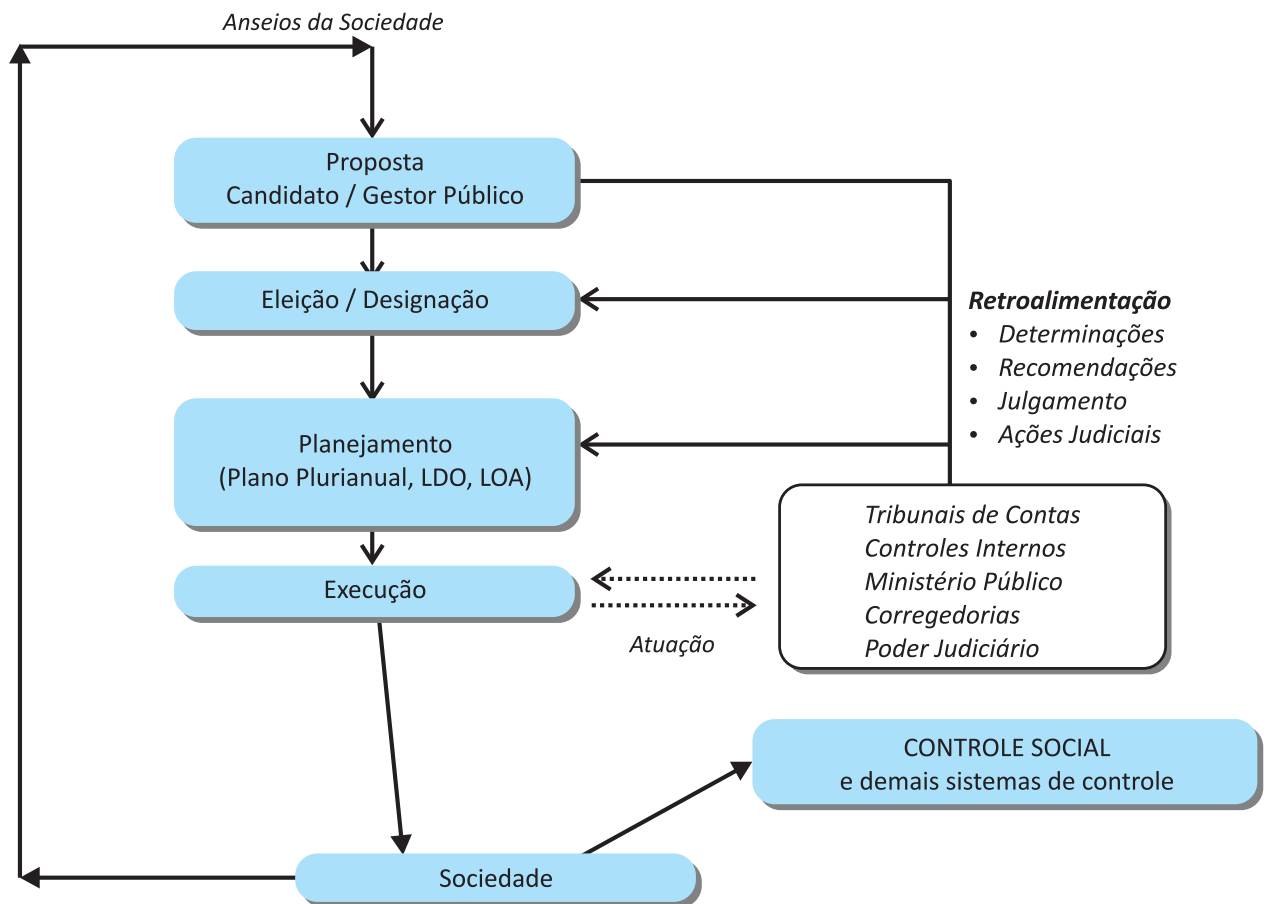 Anseios da Sociedade
Proposta
Candidato / Gestor Público
Eleição / Designação
Retroalimentação
• Determinações
• Recomendações
• Julgamento
• Ações Judiciais
Planejamento
(Plano Plurianual, LDO, LOA)
Tribunais de Contas
Controles Internos
Ministério Público
Corregedorias
Poder Judiciário
Execução
Atuação
CONTROLE SOCIAL
e demais sistemas de controle
Sociedade